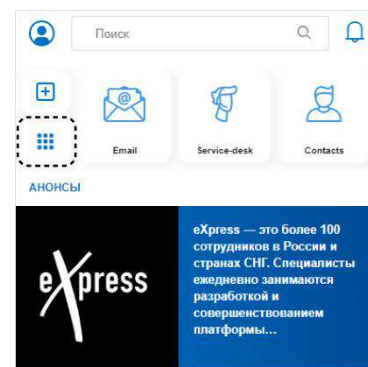 Поиск
Email
Service-desk
Contacts
АНОНСЫ
eXpress
eXpress — это более 100
сотрудников в России и
странах СНГ. Специалисты
ежедневно занимаются
разработкой и
совершенствованием
платформы...